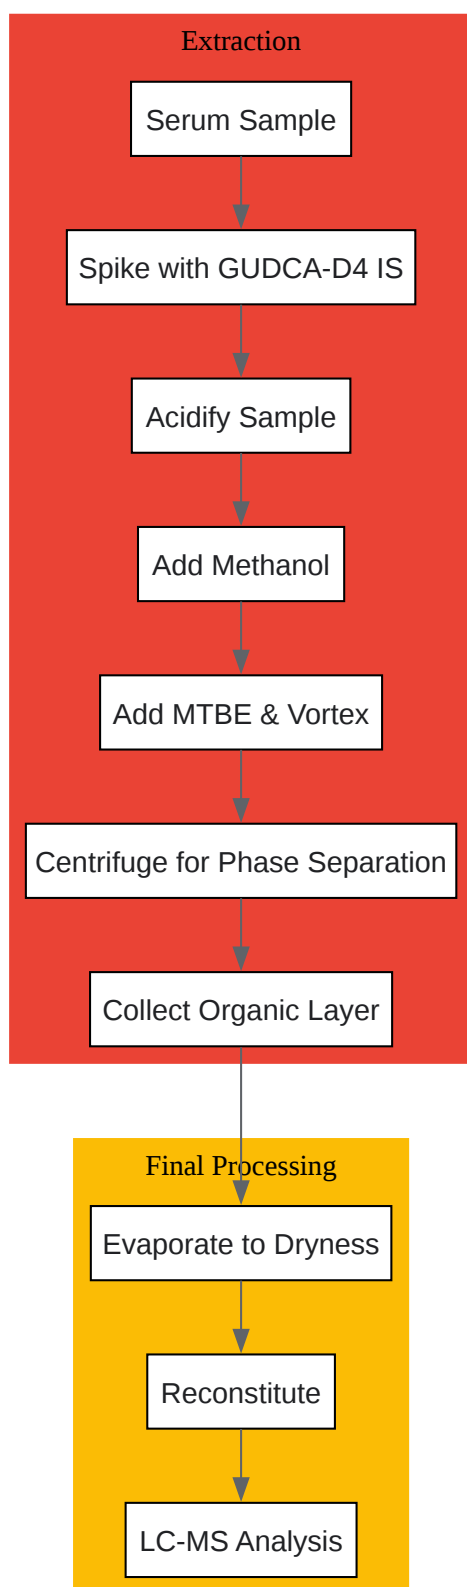 Extraction
Serum Sample
Spike with GUDCA-D4 IS
Acidify Sample
Add Methanol
Add MTBE & Vortex
Centrifuge for Phase Separation
Collect Organic Layer
Final Processing
Evaporate to Dryness
Reconstitute
LC-MS Analysis